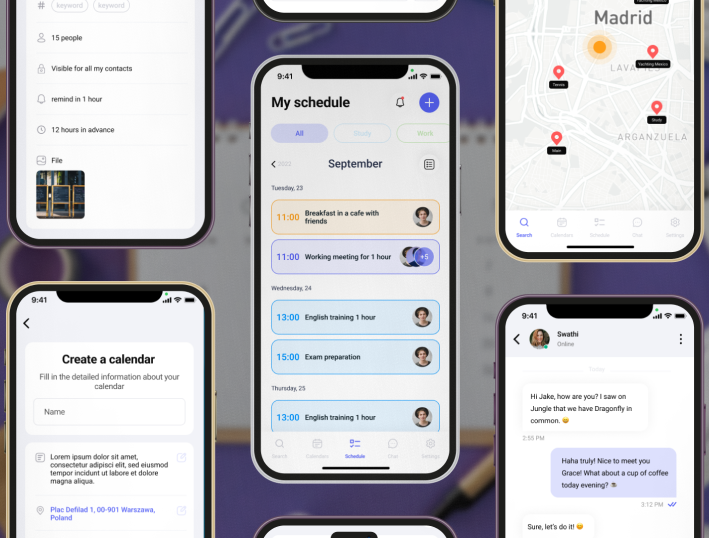 # keyword keyword
15 people
Visible for all my contacts
remind in 1 hour
12 hours in advance
File
9:41
Create a calendar
Fill in the detailed information about your
calendar
Name
Lorem ipsum dolor sit amet,
consectetur adipisci elit, sed eiusmod
tempor incidunt ut labore et dolore
magna aliqua.
Plac Defilad 1, 00-901 Warszawa,
Poland
9:41
My schedule
All Study Work
2023 September
Tuesday, 23
11:00 Breakfast in a cafe with
friends
11:00 Working meeting for 1 hour +5
Wednesday, 24
13:00 English training 1 hour
15:00 Exam preparation
Thursday, 25
13:00 English training 1 hour
Search Calendars Schedule Chat Settings
Madrid
Yachting Mexico
Tennis
Study
Main
ARGANZUELA
Search Calendars Schedule Chat Settings
9:41
Swathi
Online
Today
Hi Jake, how are you? I saw on
Jungle that we have Dragonfly in
common. 😄
2:55 PM
Haha truly! Nice to meet you
Grace! What about a cup of coffee
today evening? ☕
3:12 PM
Sure, let's do it! 😄